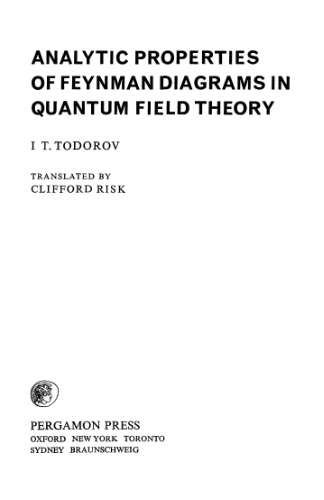 ANALYTIC PROPERTIES
OF FEYNMAN DIAGRAMS IN
QUANTUM FIELD THEORY
I T. TODOROV
TRANSLATED BY
CLIFFORD RISK
PERGAMON PRESS
OXFORD NEW YORK TORONTO
SYDNEY BRAUNSCHWEIG